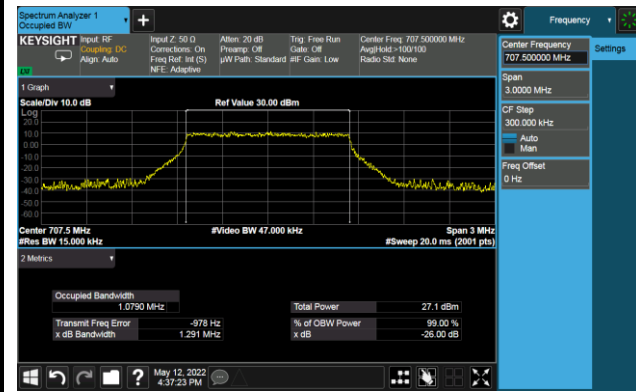 Spectrum Analyzer 1
Occupied BW
Frequency
KEYSIGHT
Input: RF
Coupling: DC
Align: Auto
Input Z: 50 Ω
Corrections: On
Freq Ref: Int (S)
NFE: Adaptive
Atten: 20 dB
Preamp: Off
µW Path: Standard
Trig: Free Run
Gate: Off
#IF Gain: Low
Center Freq: 707.500000 MHz
Avg|Hold:>100/100
Radio Std: None
Center Frequency
707.500000 MHz
Settings
Span
3.0000 MHz
CF Step
300.000 kHz
Auto
Man
Freq Offset
0 Hz
1 Graph
Scale/Div 10.0 dB
Ref Value 30.00 dBm
Log
20.0
10.0
0.00
-10.0
-20.0
-30.0
-40.0
-50.0
-60.0
Center 707.5 MHz
#Video BW 47.000 kHz
Span 3 MHz
#Res BW 15.000 kHz
#Sweep 20.0 ms (2001 pts)
2 Metrics
Occupied Bandwidth
1.0790 MHz
Total Power 27.1 dBm
Transmit Freq Error -978 Hz
% of OBW Power 99.00 %
x dB Bandwidth 1.291 MHz
x dB -26.00 dB
May 12, 2022
4:37:23 PM